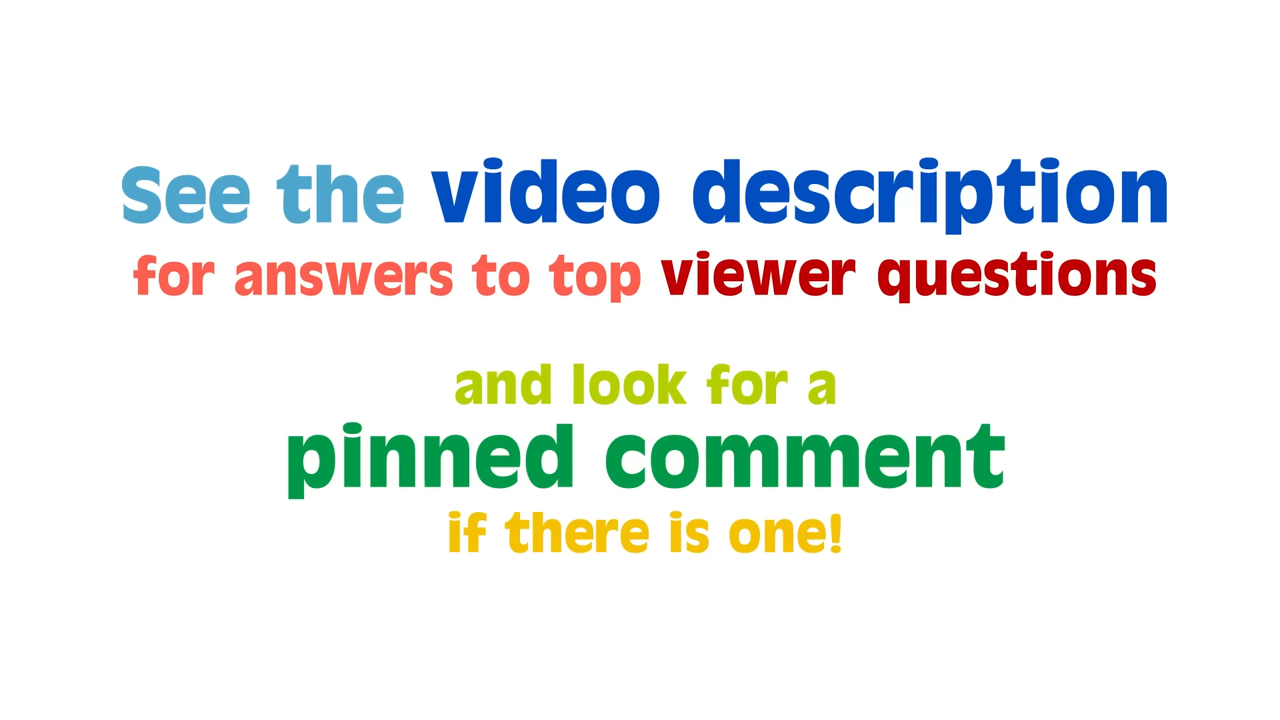 See the video description
for answers to top viewer questions
and look for a
pinned comment
if there is one!